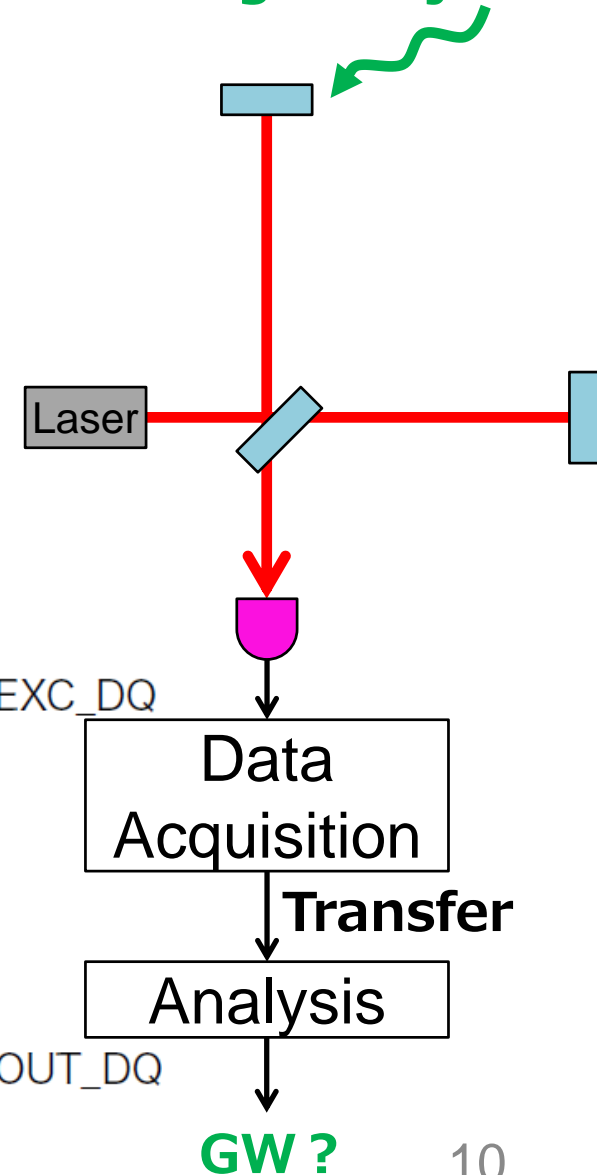 Laser
EXC_DQ
Data
Acquisition
Transfer
Analysis
OUT_DQ
GW ?
10